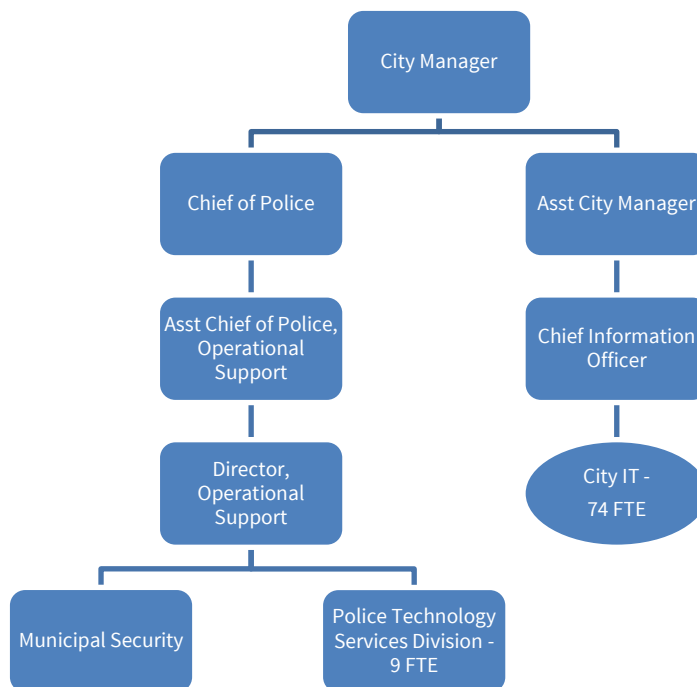 City Manager
Chief of Police
Asst City Manager
Asst Chief of Police,
Operational
Support
Chief Information
Officer
Director,
Operational
Support
City IT -
74 FTE
Municipal Security
Police Technology
Services Division -
9 FTE